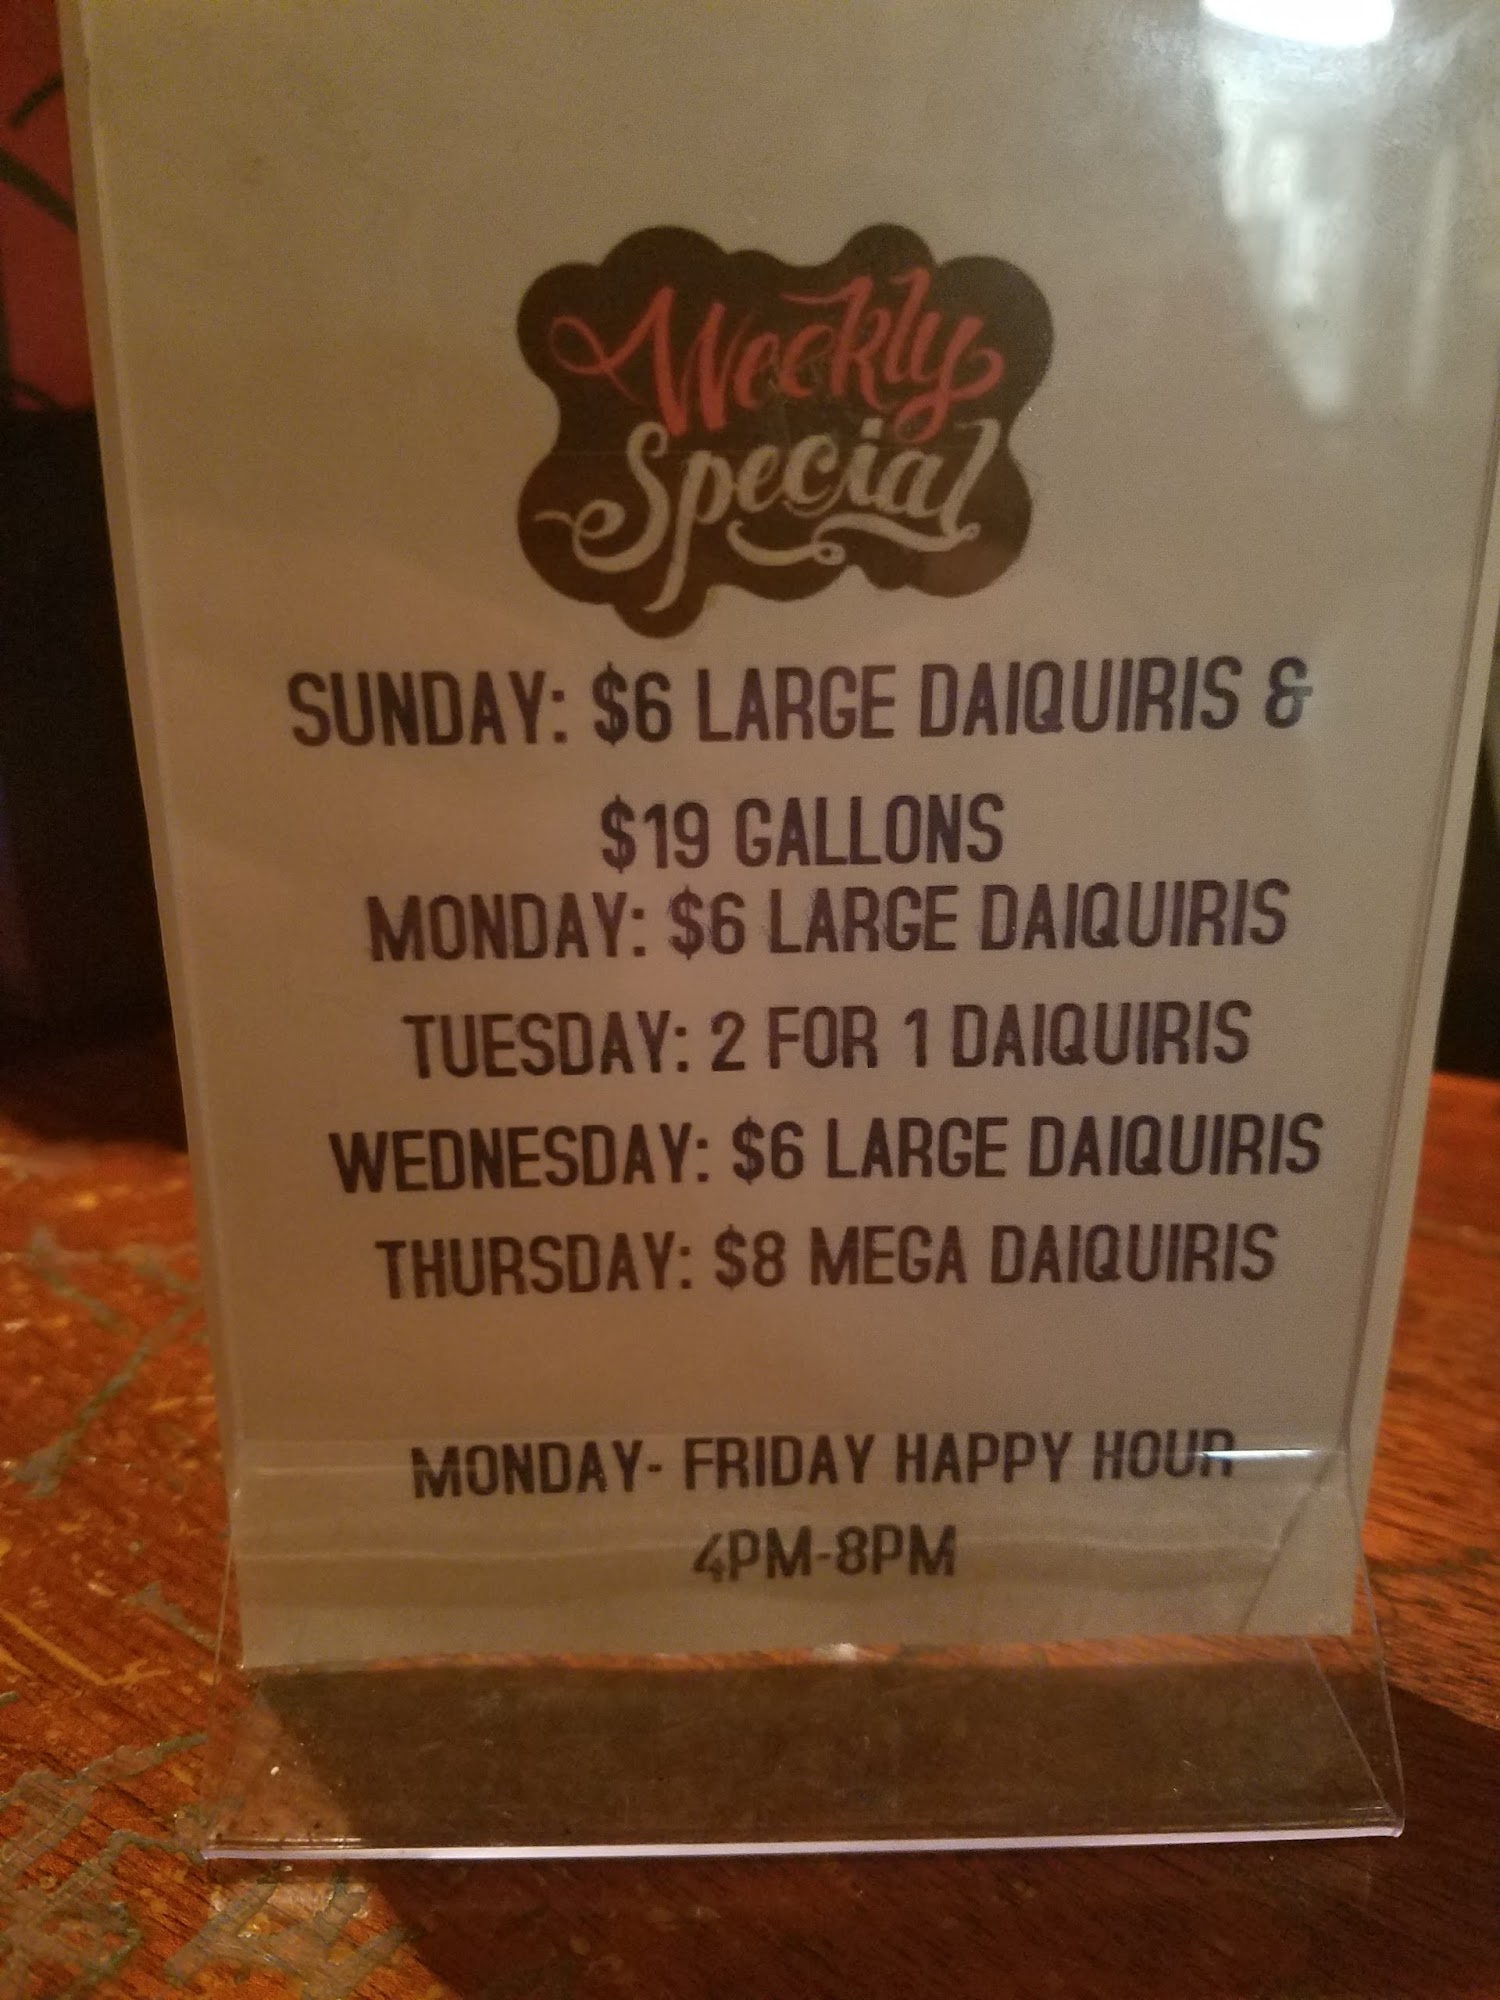 Weekly
Special
SUNDAY: $6 LARGE DAIQUIRIS &
$19 GALLONS
MONDAY: $6 LARGE DAIQUIRIS
TUESDAY: 2 FOR 1 DAIQUIRIS
WEDNESDAY: $6 LARGE DAIQUIRIS
THURSDAY: $8 MEGA DAIQUIRIS
MONDAY- FRIDAY HAPPY HOUR
4PM-8PM